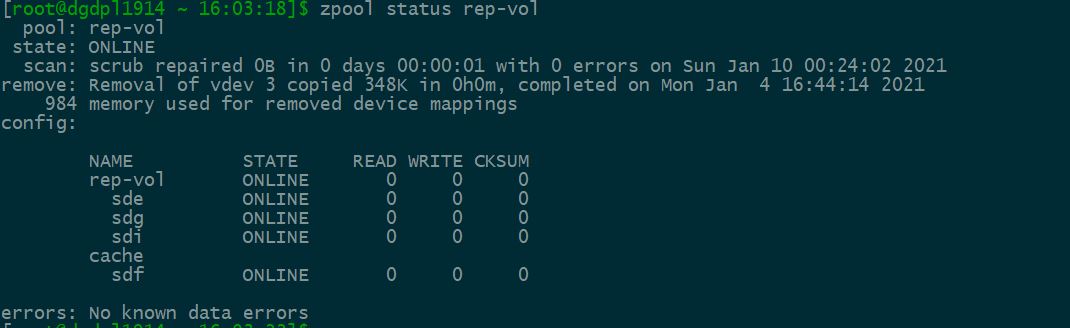 [root@dgdpl1914 ~ 16:03:18]$ zpool status rep-vol
pool: rep-vol
state: ONLINE
scan: scrub repaired 0B in 0 days 00:00:01 with 0 errors on Sun Jan 10 00:24:02 2021
remove: Removal of vdev 3 copied 348K in 0h0m, completed on Mon Jan  4 16:44:14 2021
984 memory used for removed device mappings
config:
NAME STATE READ WRITE CKSUM
rep-vol ONLINE 0 0 0
sde ONLINE 0 0 0
sdg ONLINE 0 0 0
sdi ONLINE 0 0 0
cache
sdf ONLINE 0 0 0
errors: No known data errors